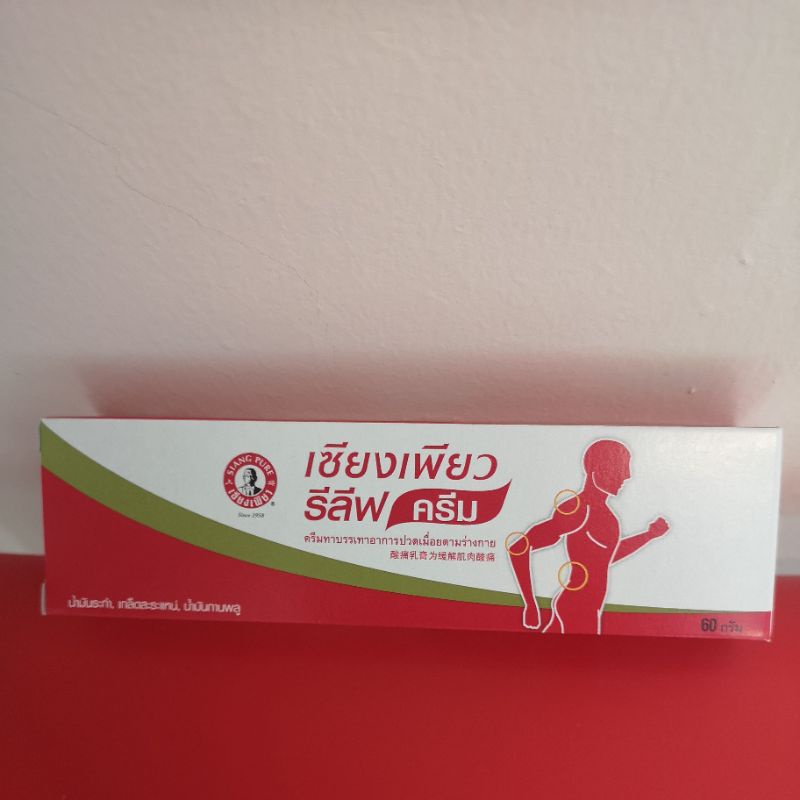 SIANG PURE
เซียงเพียว
Since 1958
เซียงเพียว
รีลีฟ ครีม
ครีมทาบรรเทาอาการปวดเมื่อยตามร่างกาย
酸痛乳膏为缓解肌肉酸痛
น้ำมันระกำ, เกล็ดสะระแหน่, น้ำมันกานพลู
60 กรัม